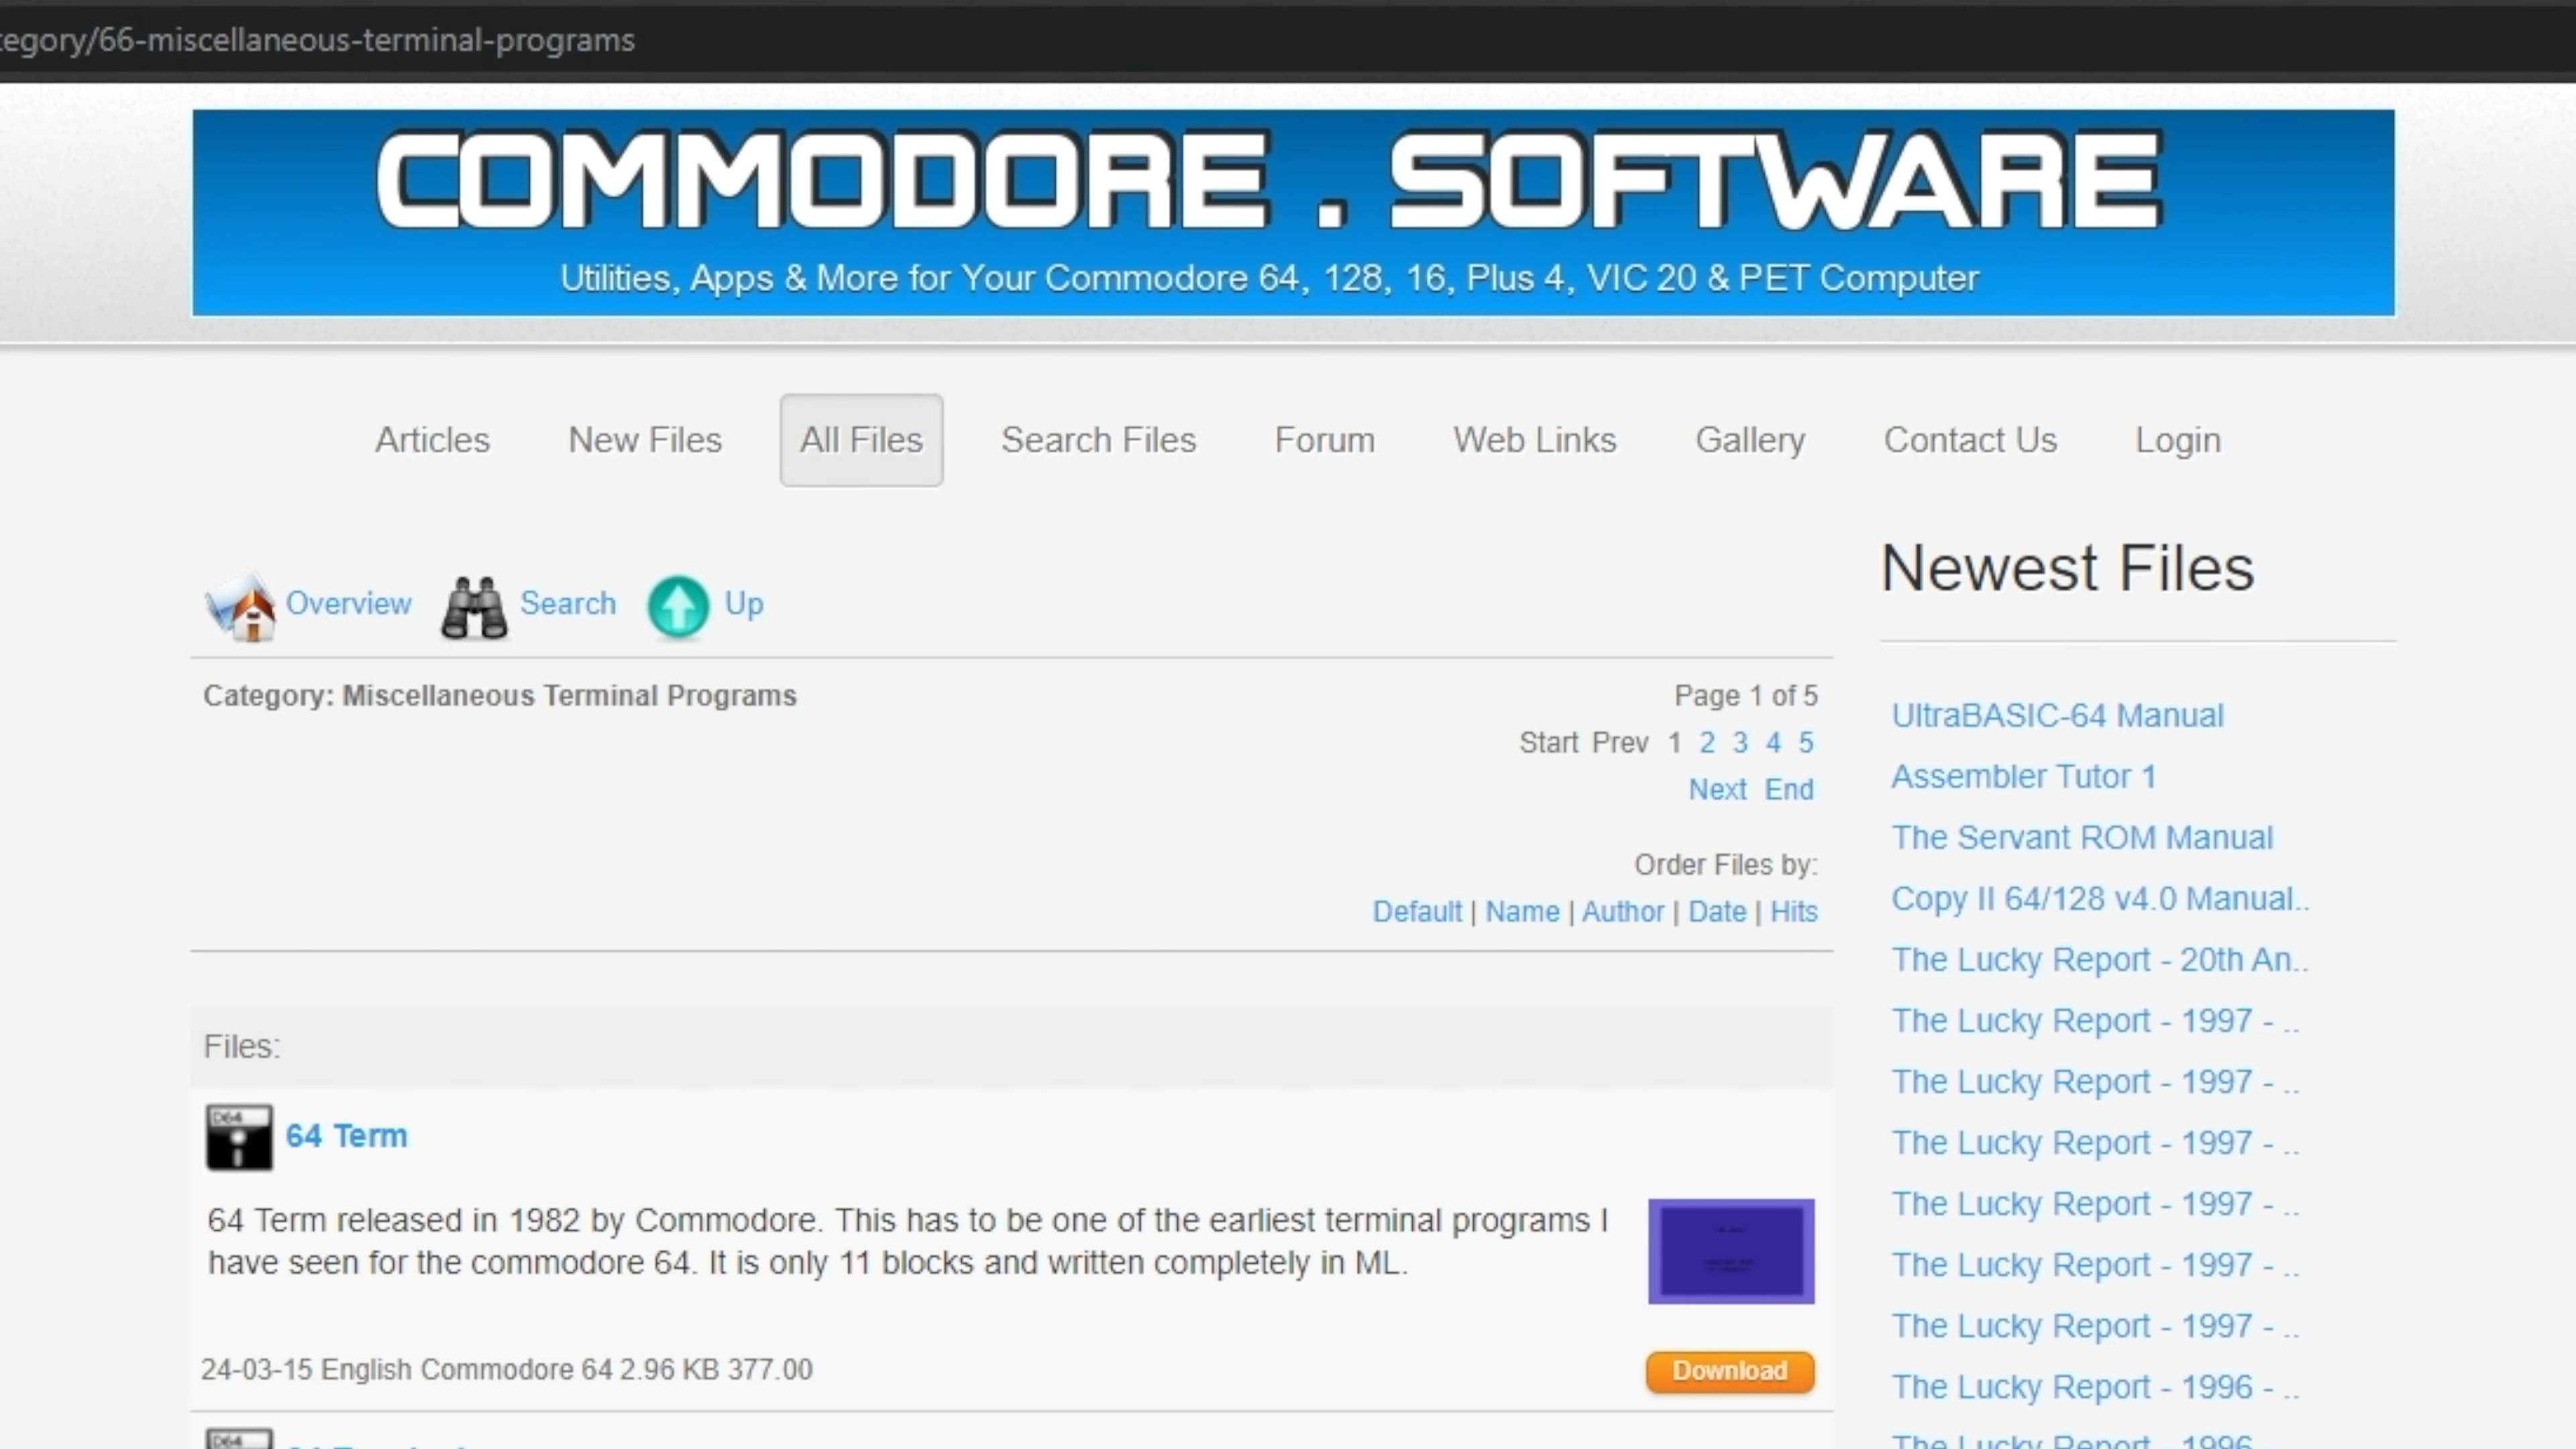 tegory/66-miscellaneous-terminal-programs
COMMODORE . SOFTWARE
Utilities, Apps & More for Your Commodore 64, 128, 16, Plus 4, VIC 20 & PET Computer
Articles New Files All Files Search Files Forum Web Links Gallery Contact Us Login
Overview Search Up
Category: Miscellaneous Terminal Programs
Page 1 of 5
Start Prev 1 2 3 4 5
Next End
Order Files by:
Default | Name | Author | Date | Hits
Files:
D64
64 Term
64 Term released in 1982 by Commodore. This has to be one of the earliest terminal programs I
have seen for the commodore 64. It is only 11 blocks and written completely in ML.
24-03-15 English Commodore 64 2.96 KB 377.00
Download
D64
Newest Files
UltraBASIC-64 Manual
Assembler Tutor 1
The Servant ROM Manual
Copy II 64/128 v4.0 Manual..
The Lucky Report - 20th An..
The Lucky Report - 1997 - ..
The Lucky Report - 1997 - ..
The Lucky Report - 1997 - ..
The Lucky Report - 1997 - ..
The Lucky Report - 1997 - ..
The Lucky Report - 1997 - ..
The Lucky Report - 1996 - ..
The Lucky Report - 1996 - ..